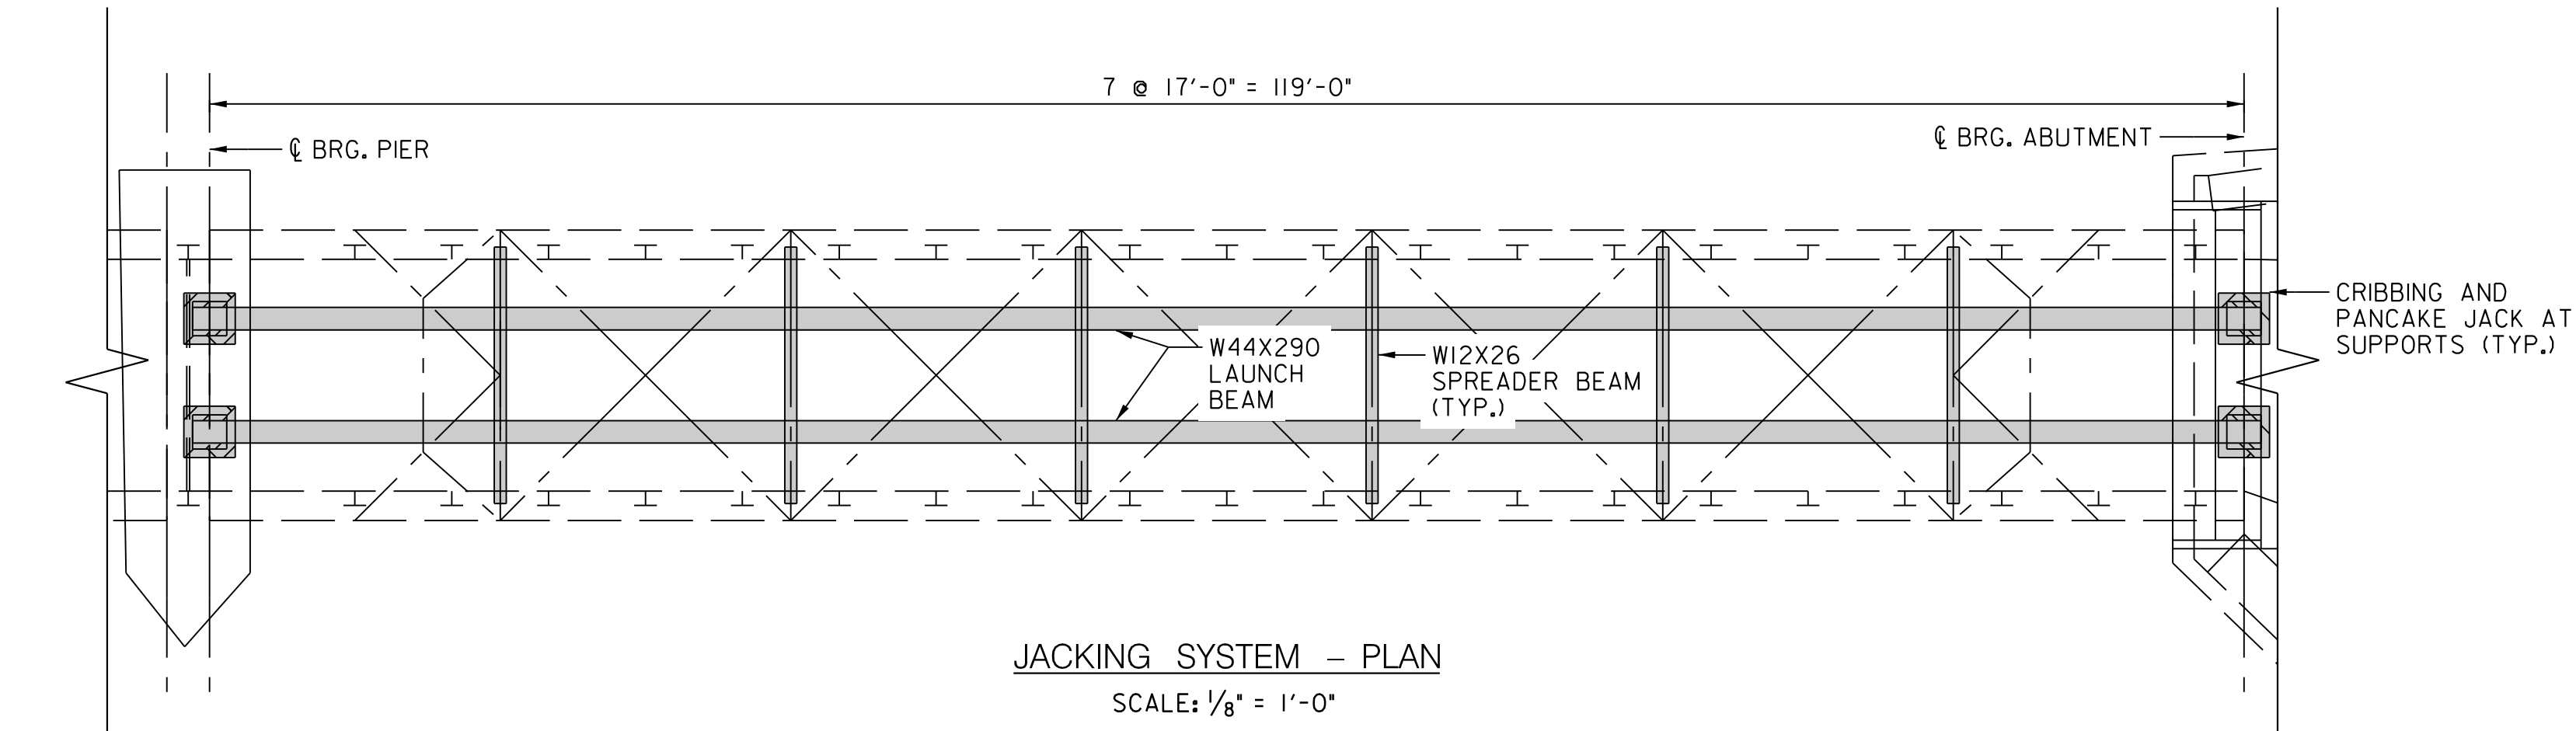 7 @ 17'-0" = 119'-0"
℄ BRG. PIER
℄ BRG. ABUTMENT
CRIBBING AND
PANCAKE JACK AT
SUPPORTS (TYP.)
W44X290
LAUNCH
BEAM
W12X26
SPREADER BEAM
(TYP.)
JACKING SYSTEM – PLAN
SCALE: 1/8" = 1'-0"